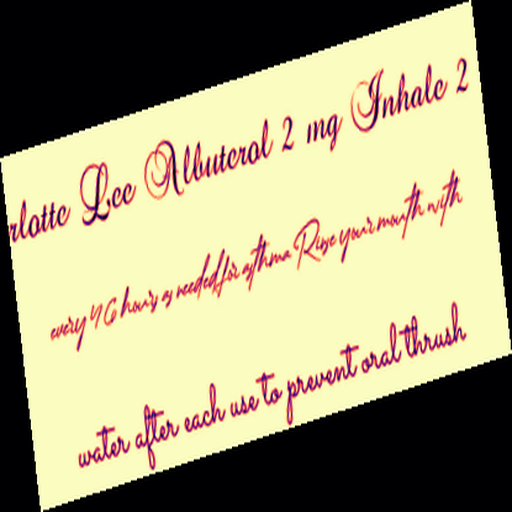 rlotte Lee Albuterol 2 mg Inhale 2
every 4 6 hours as needed for asthma Rinse your mouth with
water after each use to prevent oral thrush